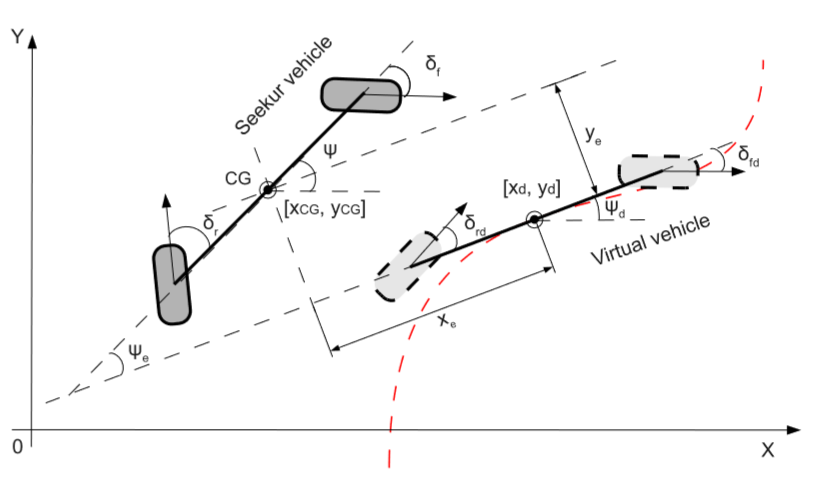 Y
Seekur vehicle
δf
ψ
CG
[xCG, yCG]
δr
ye
δfd
[xd, yd]
ψd
δrd
Virtual vehicle
xe
ψe
0
X